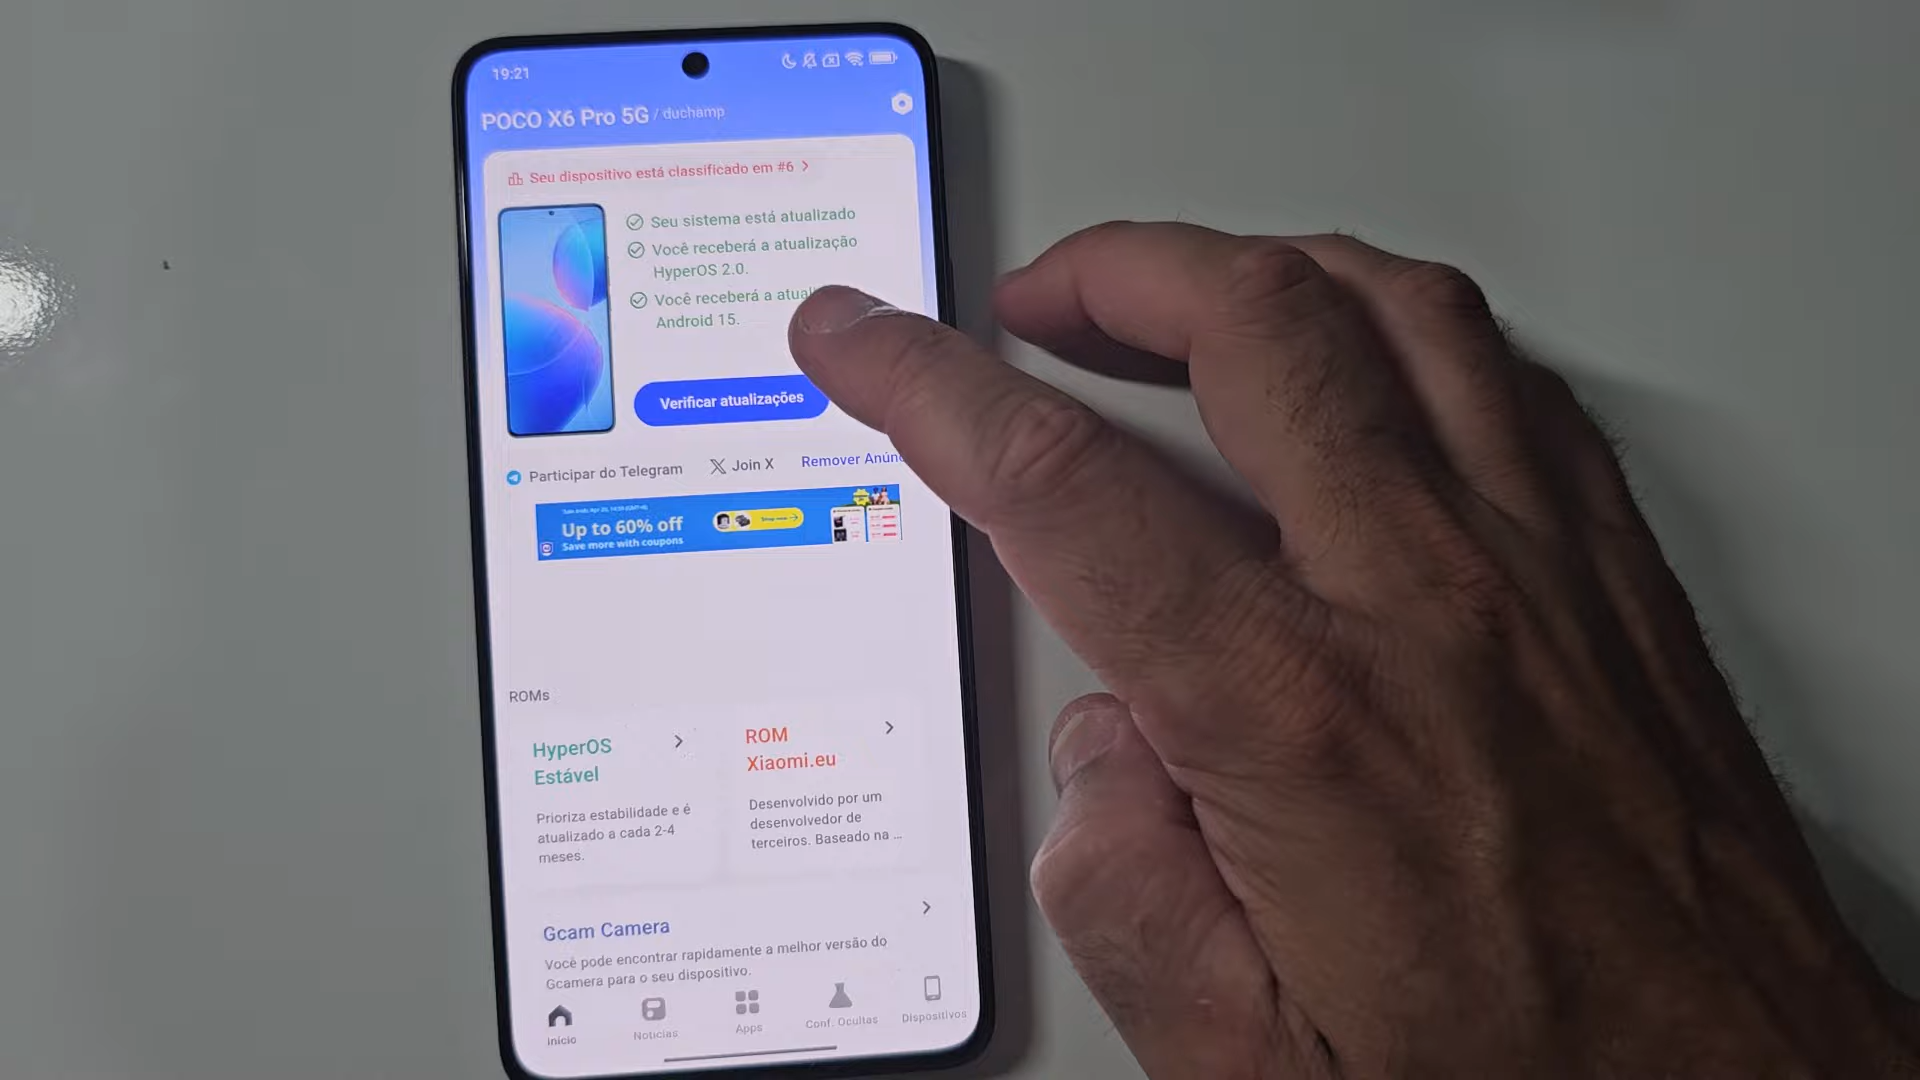 19:21
POCO X6 Pro 5G / duchamp
Seu dispositivo está classificado em #6 >
Seu sistema está atualizado
Você receberá a atualização
HyperOS 2.0.
Você receberá a atual
Android 15.
Verificar atualizações
Participar do Telegram
Join X
Remover Anún
Up to 60% off
Save more with coupons
Shop now
ROMs
HyperOS
Estável
Prioriza estabilidade e é
atualizado a cada 2-4
meses.
ROM
Xiaomi.eu
Desenvolvido por um
desenvolvedor de
terceiros. Baseado na ...
Gcam Camera
Você pode encontrar rapidamente a melhor versão do
Gcamera para o seu dispositivo.
Início
Notícias
Apps
Conf. Ocultas
Dispositivos